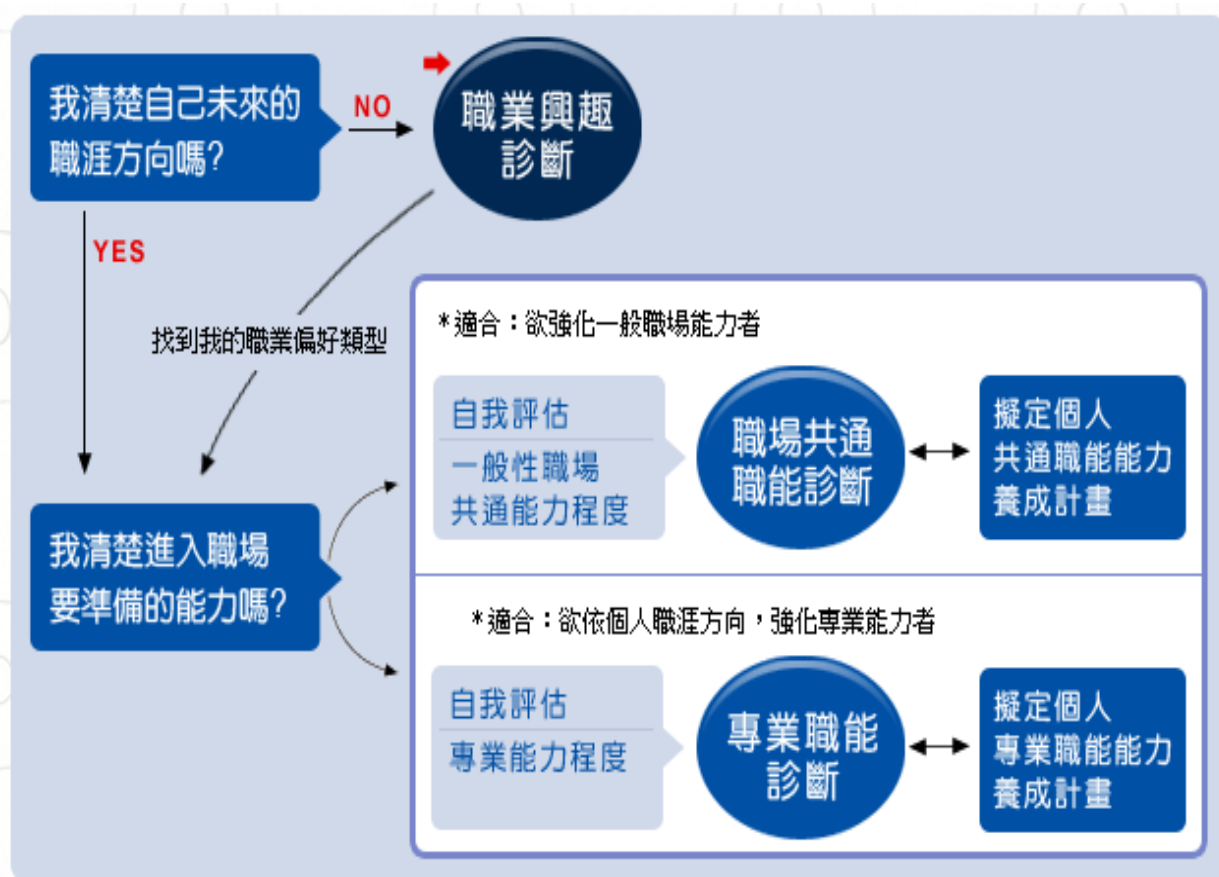 我清楚自己未來的
職涯方向嗎?
NO
職業興趣
診斷
YES
找到我的職業偏好類型
我清楚進入職場
要準備的能力嗎?
*適合：欲強化一般職場能力者
自我評估
一般性職場
共通能力程度
職場共通
職能診斷
擬定個人
共通職能能力
養成計畫
*適合：欲依個人職涯方向，強化專業能力者
自我評估
專業能力程度
專業職能
診斷
擬定個人
專業職能能力
養成計畫